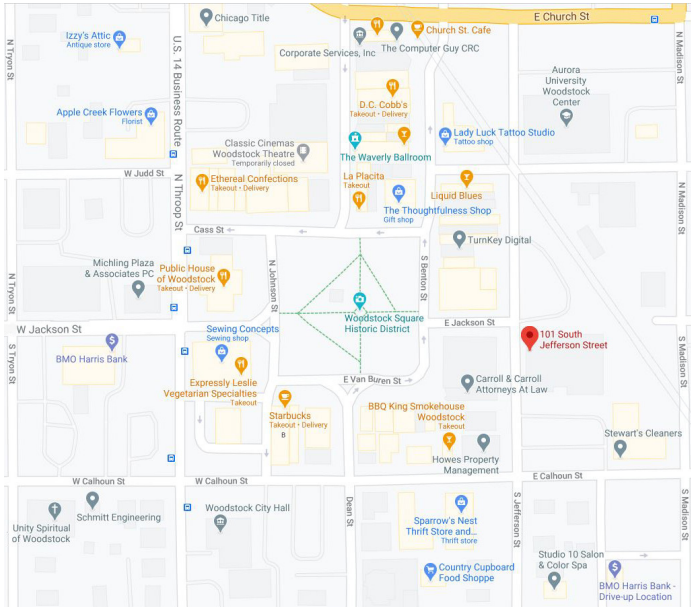 E Church St
Chicago Title
Church St. Cafe
Izzy's Attic
Antique store
Corporate Services, Inc
The Computer Guy CRC
N Tryon St
U.S. 14 Business Route
N Madison St
Aurora
University
Woodstock
Center
D.C. Cobb's
Takeout • Delivery
Apple Creek Flowers
Florist
Lady Luck Tattoo Studio
Tattoo shop
Classic Cinemas
Woodstock Theatre
Temporarily closed
The Waverly Ballroom
W Judd St
Ethereal Confections
Takeout • Delivery
La Placita
Takeout
Liquid Blues
N Throop St
The Thoughtfulness Shop
Gift shop
N Madison St
Cass St
TurnKey Digital
Michling Plaza
& Associates PC
Public House
of Woodstock
Takeout • Delivery
N Tryon St
N Johnson St
S Benton St
Woodstock Square
Historic District
W Jackson St
E Jackson St
Sewing Concepts
Sewing shop
101 South
Jefferson Street
S Tryon St
BMO Harris Bank
S Madison St
E Van Buren St
Expressly Leslie
Vegetarian Specialties
Takeout
Carroll & Carroll
Attorneys At Law
Starbucks
Takeout • Delivery
B
BBQ King Smokehouse
Woodstock
Takeout
Stewart's Cleaners
Howes Property
Management
W Calhoun St
W Calhoun St
E Calhoun St
Unity Spiritual
of Woodstock
Schmitt Engineering
Woodstock City Hall
Dean St
S Jefferson St
S Madison St
Sparrow's Nest
Thrift Store and...
Thrift store
Country Cupboard
Food Shoppe
Studio 10 Salon
& Color Spa
BMO Harris Bank -
Drive-up Location